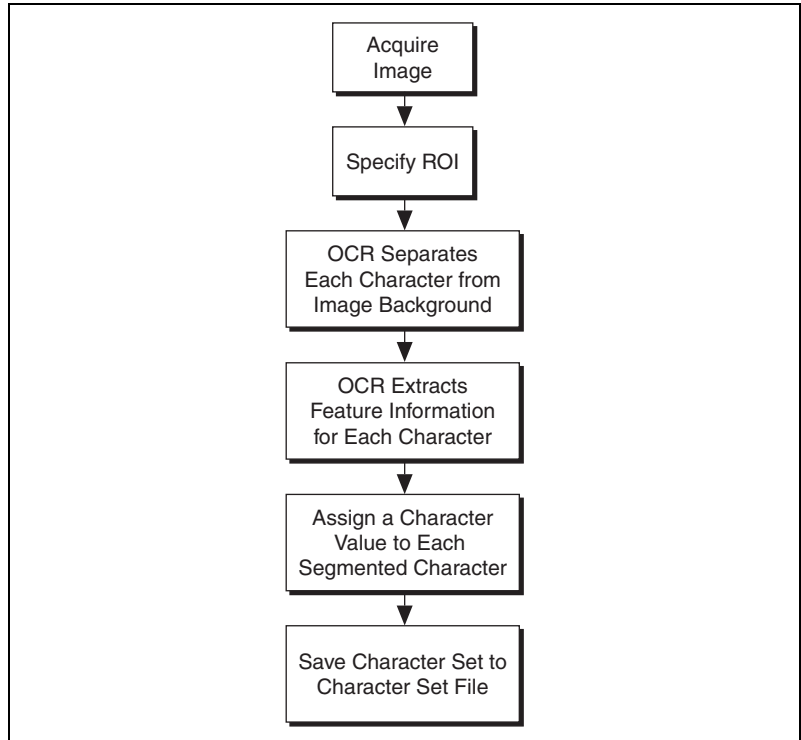 Acquire
Image
Specify ROI
OCR Separates
Each Character from
Image Background
OCR Extracts
Feature Information
for Each Character
Assign a Character
Value to Each
Segmented Character
Save Character Set to
Character Set File